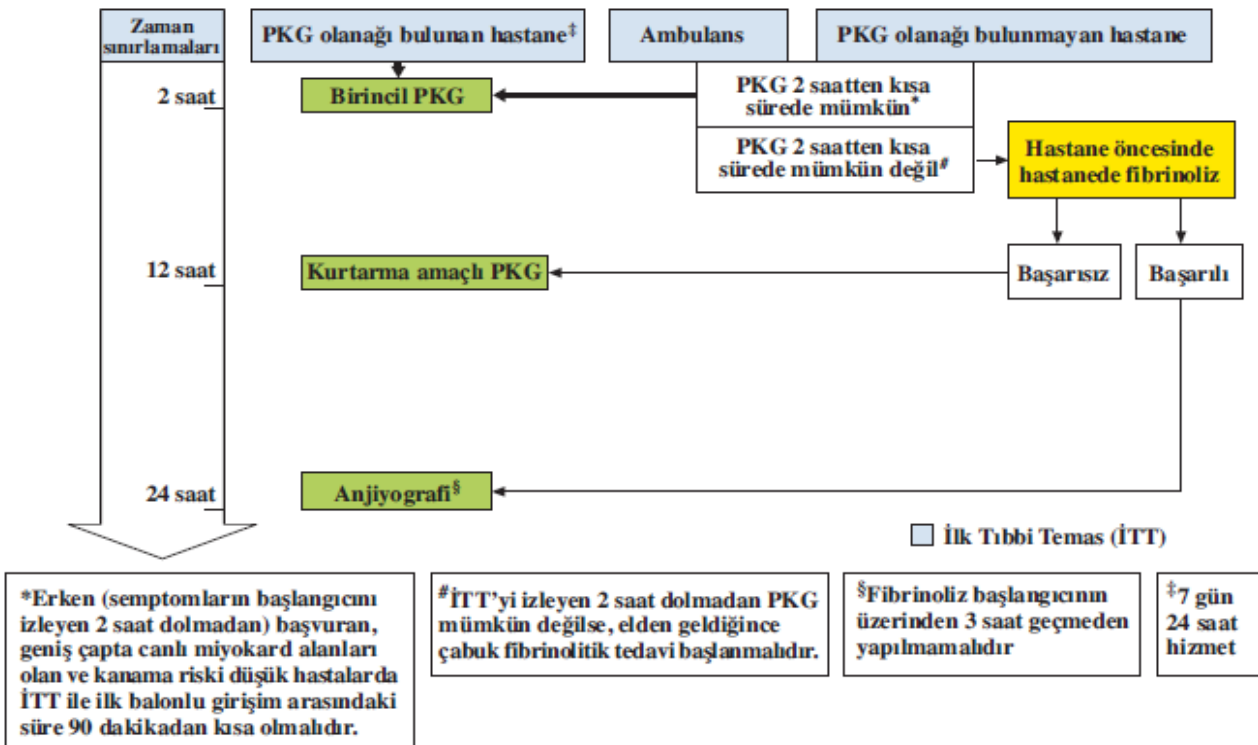 Zaman
sınırlamaları
PKG olanağı bulunan hastane‡
Ambulans
PKG olanağı bulunmayan hastane
2 saat
Birincil PKG
PKG 2 saatten kısa
sürede mümkün*
PKG 2 saatten kısa
sürede mümkün değil#
Hastane öncesinde
hastanede fibrinoliz
12 saat
Kurtarma amaçlı PKG
Başarısız
Başarılı
24 saat
Anjiyografi§
İlk Tıbbi Temas (İTT)
*Erken (semptomların başlangıcını
izleyen 2 saat dolmadan) başvuran,
geniş çapta canlı miyokard alanları
olan ve kanama riski düşük hastalarda
İTT ile ilk balonlu girişim arasındaki
süre 90 dakikadan kısa olmalıdır.
#İTT'yi izleyen 2 saat dolmadan PKG
mümkün değilse, elden geldiğince
çabuk fibrinolitik tedavi başlanmalıdır.
§Fibrinoliz başlangıcının
üzerinden 3 saat geçmeden
yapılmamalıdır
‡7 gün
24 saat
hizmet